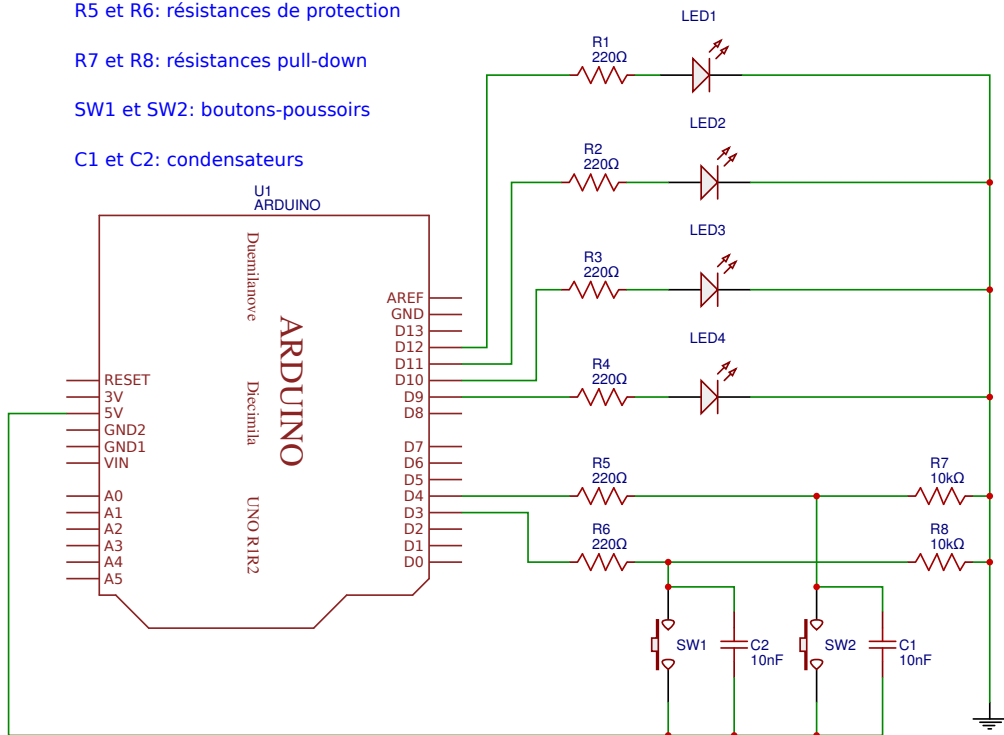 R5 et R6: résistances de protection
R7 et R8: résistances pull-down
SW1 et SW2: boutons-poussoirs
C1 et C2: condensateurs
U1
ARDUINO
Duemilanove
Diecimila
UNO R1R2
ARDUINO
RESET
3V
5V
GND2
GND1
VIN
A0
A1
A2
A3
A4
A5
AREF
GND
D13
D12
D11
D10
D9
D8
D7
D6
D5
D4
D3
D2
D1
D0
LED1
R1
220Ω
LED2
R2
220Ω
LED3
R3
220Ω
LED4
R4
220Ω
R5
220Ω
R7
10kΩ
R6
220Ω
R8
10kΩ
SW1
C2
10nF
SW2
C1
10nF